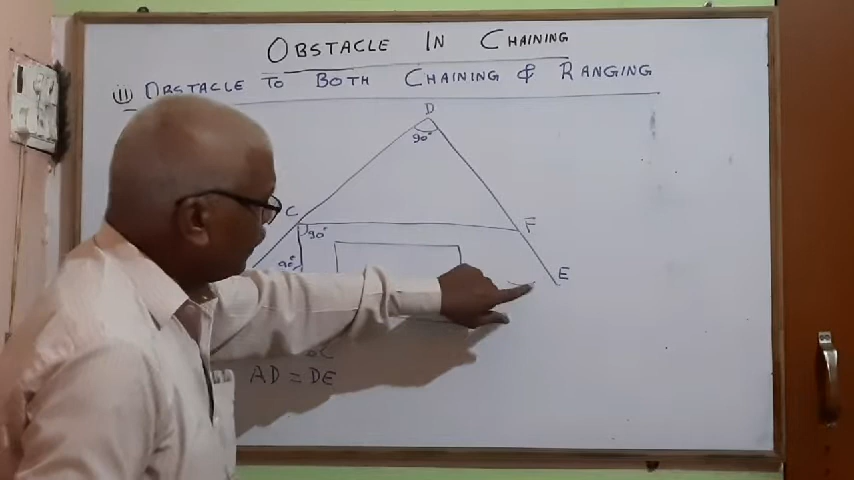 OBSTACLE IN CHAINING
(ii) OBSTACLE TO BOTH CHAINING & RANGING
D
90°
C
F
90°
90°
E
AD = DE